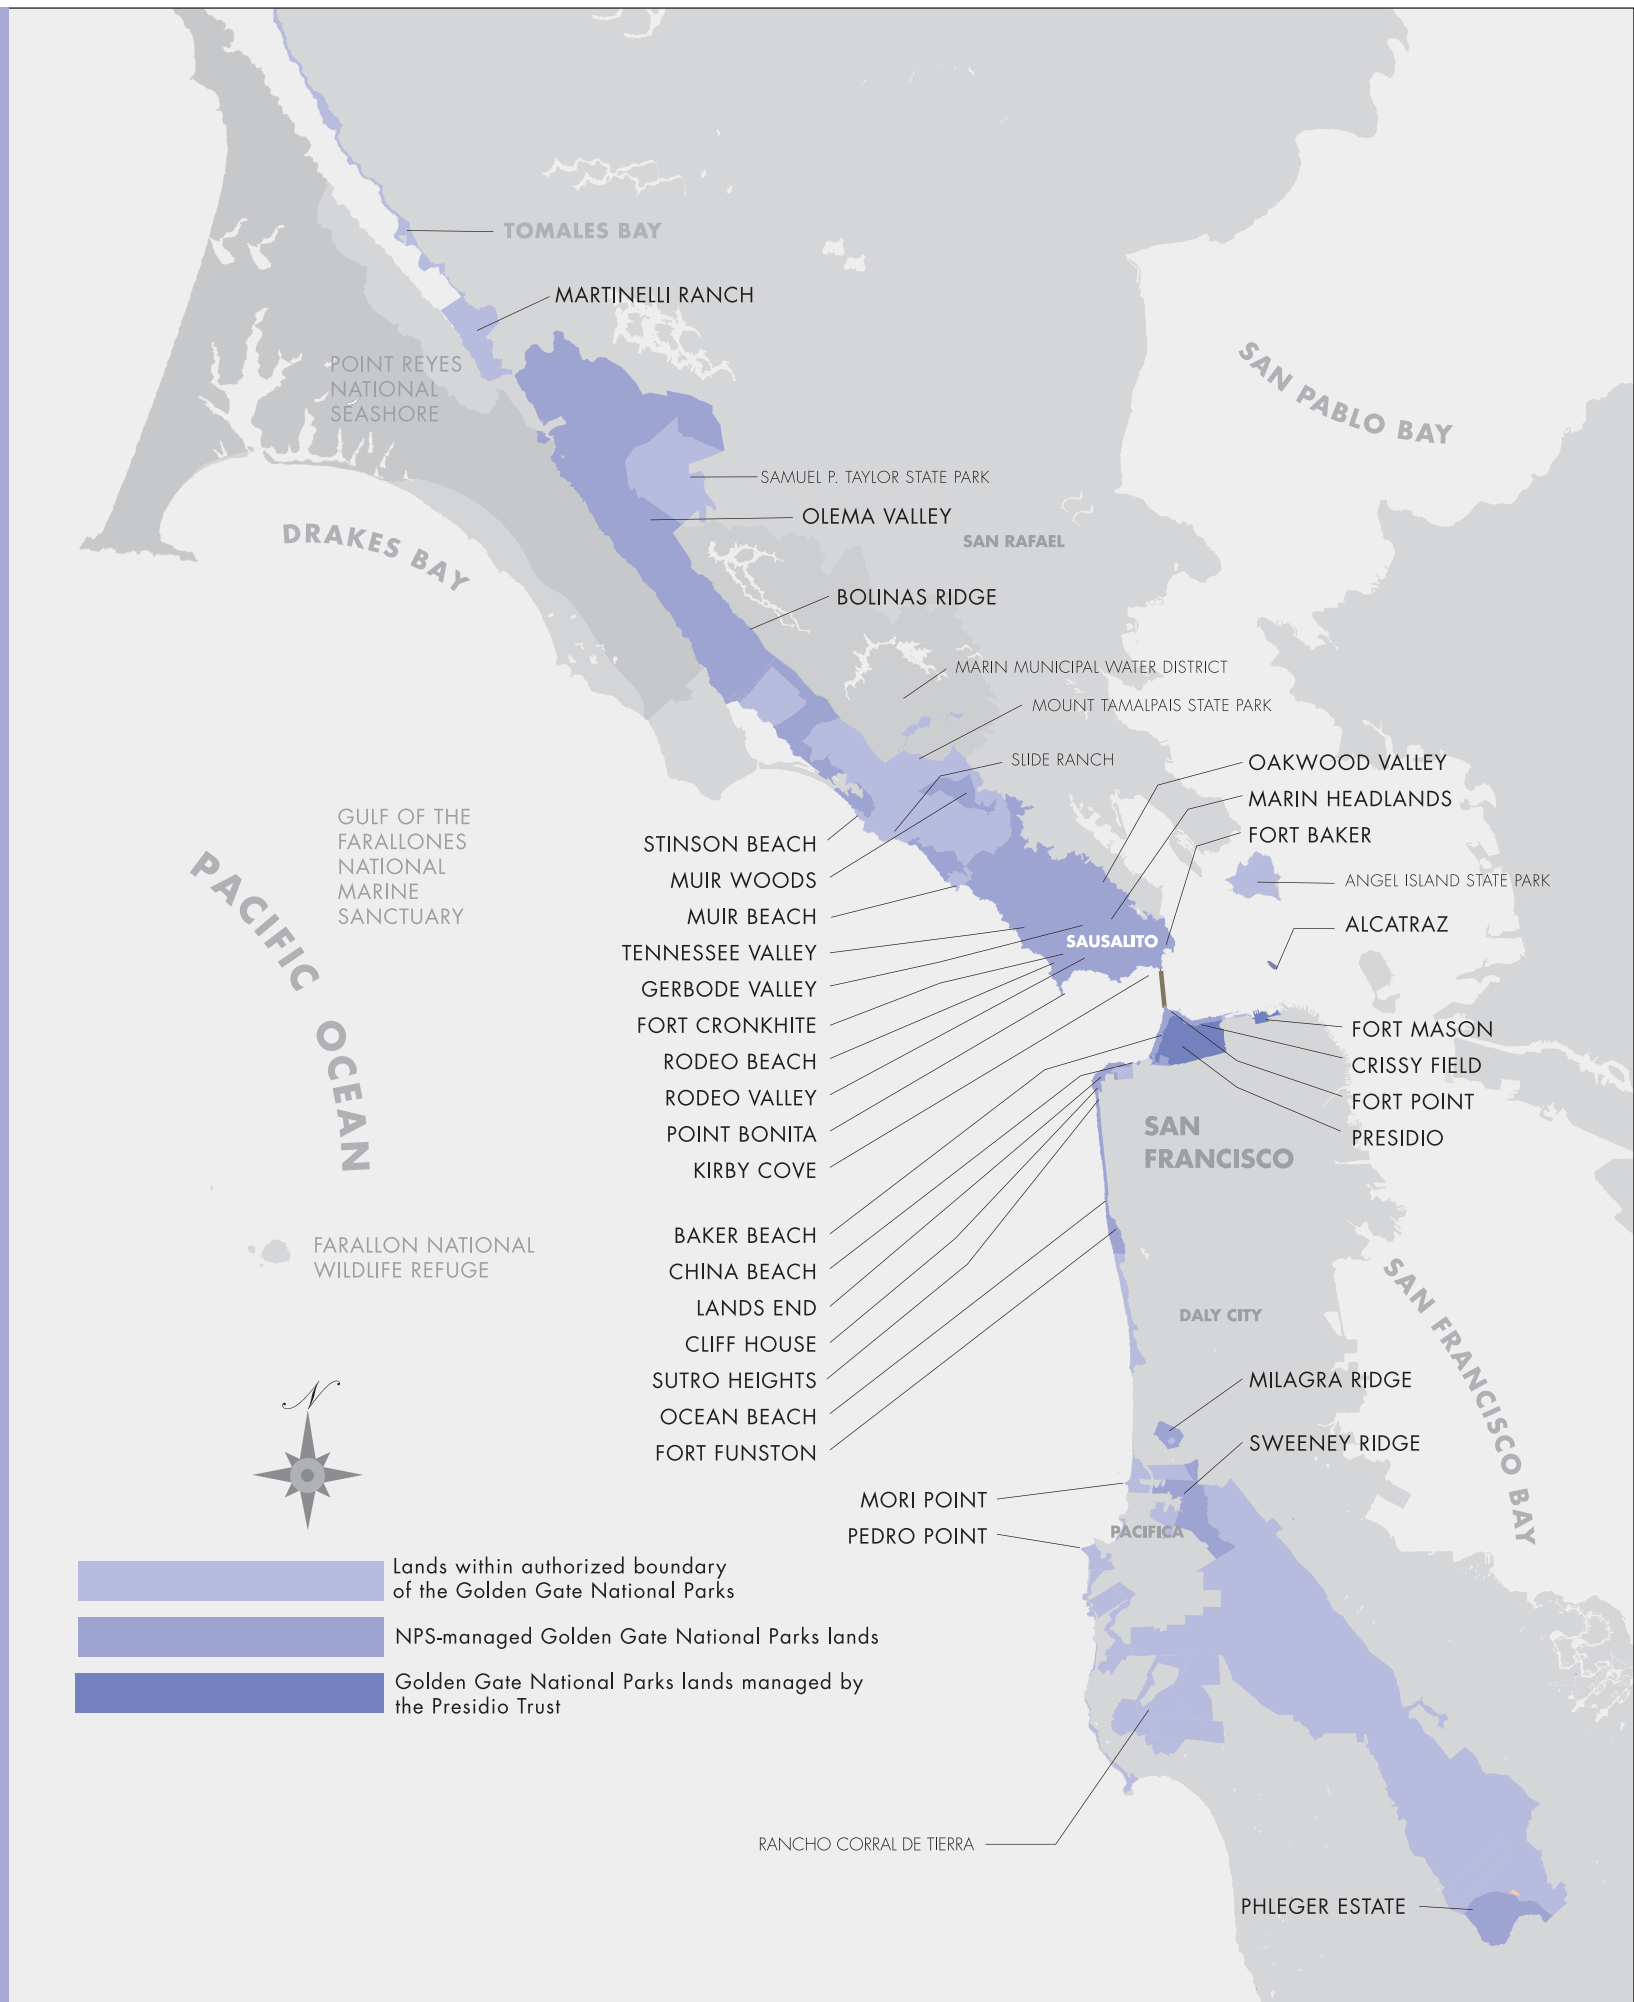 TOMALES BAY
MARTINELLI RANCH
POINT REYES
NATIONAL
SEASHORE
SAN PABLO BAY
SAMUEL P. TAYLOR STATE PARK
OLEMA VALLEY
DRAKES BAY
SAN RAFAEL
BOLINAS RIDGE
MARIN MUNICIPAL WATER DISTRICT
MOUNT TAMALPAIS STATE PARK
SLIDE RANCH
OAKWOOD VALLEY
MARIN HEADLANDS
FORT BAKER
ANGEL ISLAND STATE PARK
ALCATRAZ
GULF OF THE
FARALLONES
NATIONAL
MARINE
SANCTUARY
PACIFIC OCEAN
STINSON BEACH
MUIR WOODS
MUIR BEACH
TENNESSEE VALLEY
GERBODE VALLEY
FORT CRONKHITE
RODEO BEACH
RODEO VALLEY
POINT BONITA
KIRBY COVE
SAUSALITO
FORT MASON
CRISSY FIELD
FORT POINT
PRESIDIO
SAN
FRANCISCO
BAKER BEACH
CHINA BEACH
LANDS END
CLIFF HOUSE
SUTRO HEIGHTS
OCEAN BEACH
FORT FUNSTON
FARALLON NATIONAL
WILDLIFE REFUGE
DALY CITY
SAN FRANCISCO BAY
MILAGRA RIDGE
SWEENEY RIDGE
MORI POINT
PEDRO POINT
PACIFICA
N
Lands within authorized boundary
of the Golden Gate National Parks
NPS-managed Golden Gate National Parks lands
Golden Gate National Parks lands managed by
the Presidio Trust
RANCHO CORRAL DE TIERRA
PHLEGER ESTATE